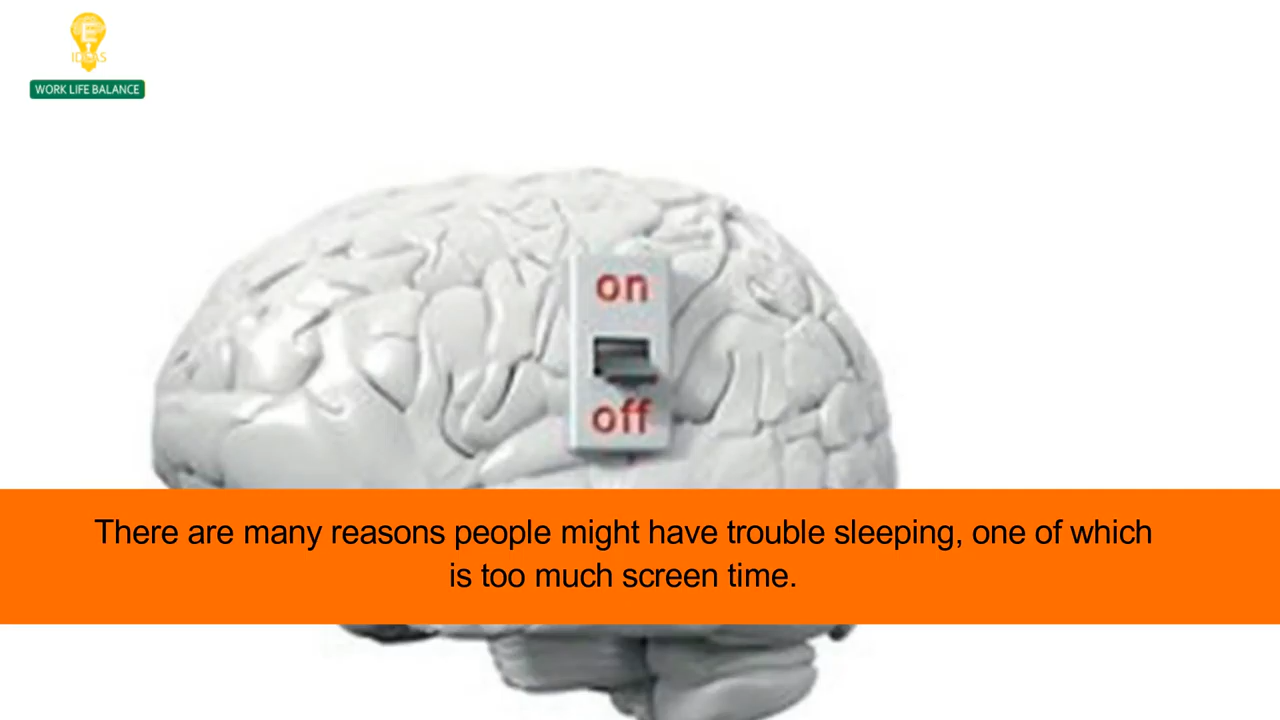 E
IDEAS
WORK LIFE BALANCE
on
off
There are many reasons people might have trouble sleeping, one of which
is too much screen time.